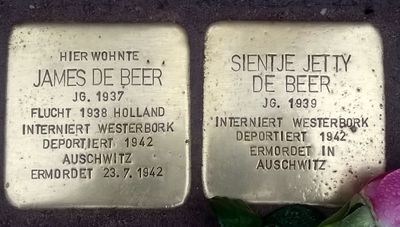 HIER WOHNTE
JAMES DE BEER
JG. 1937
FLUCHT 1938 HOLLAND
INTERNIERT WESTERBORK
DEPORTIERT 1942
AUSCHWITZ
ERMORDET 23.7.1942
SIENTJE JETTY
DE BEER
JG. 1939
INTERNIERT WESTERBORK
DEPORTIERT 1942
ERMORDET IN
AUSCHWITZ